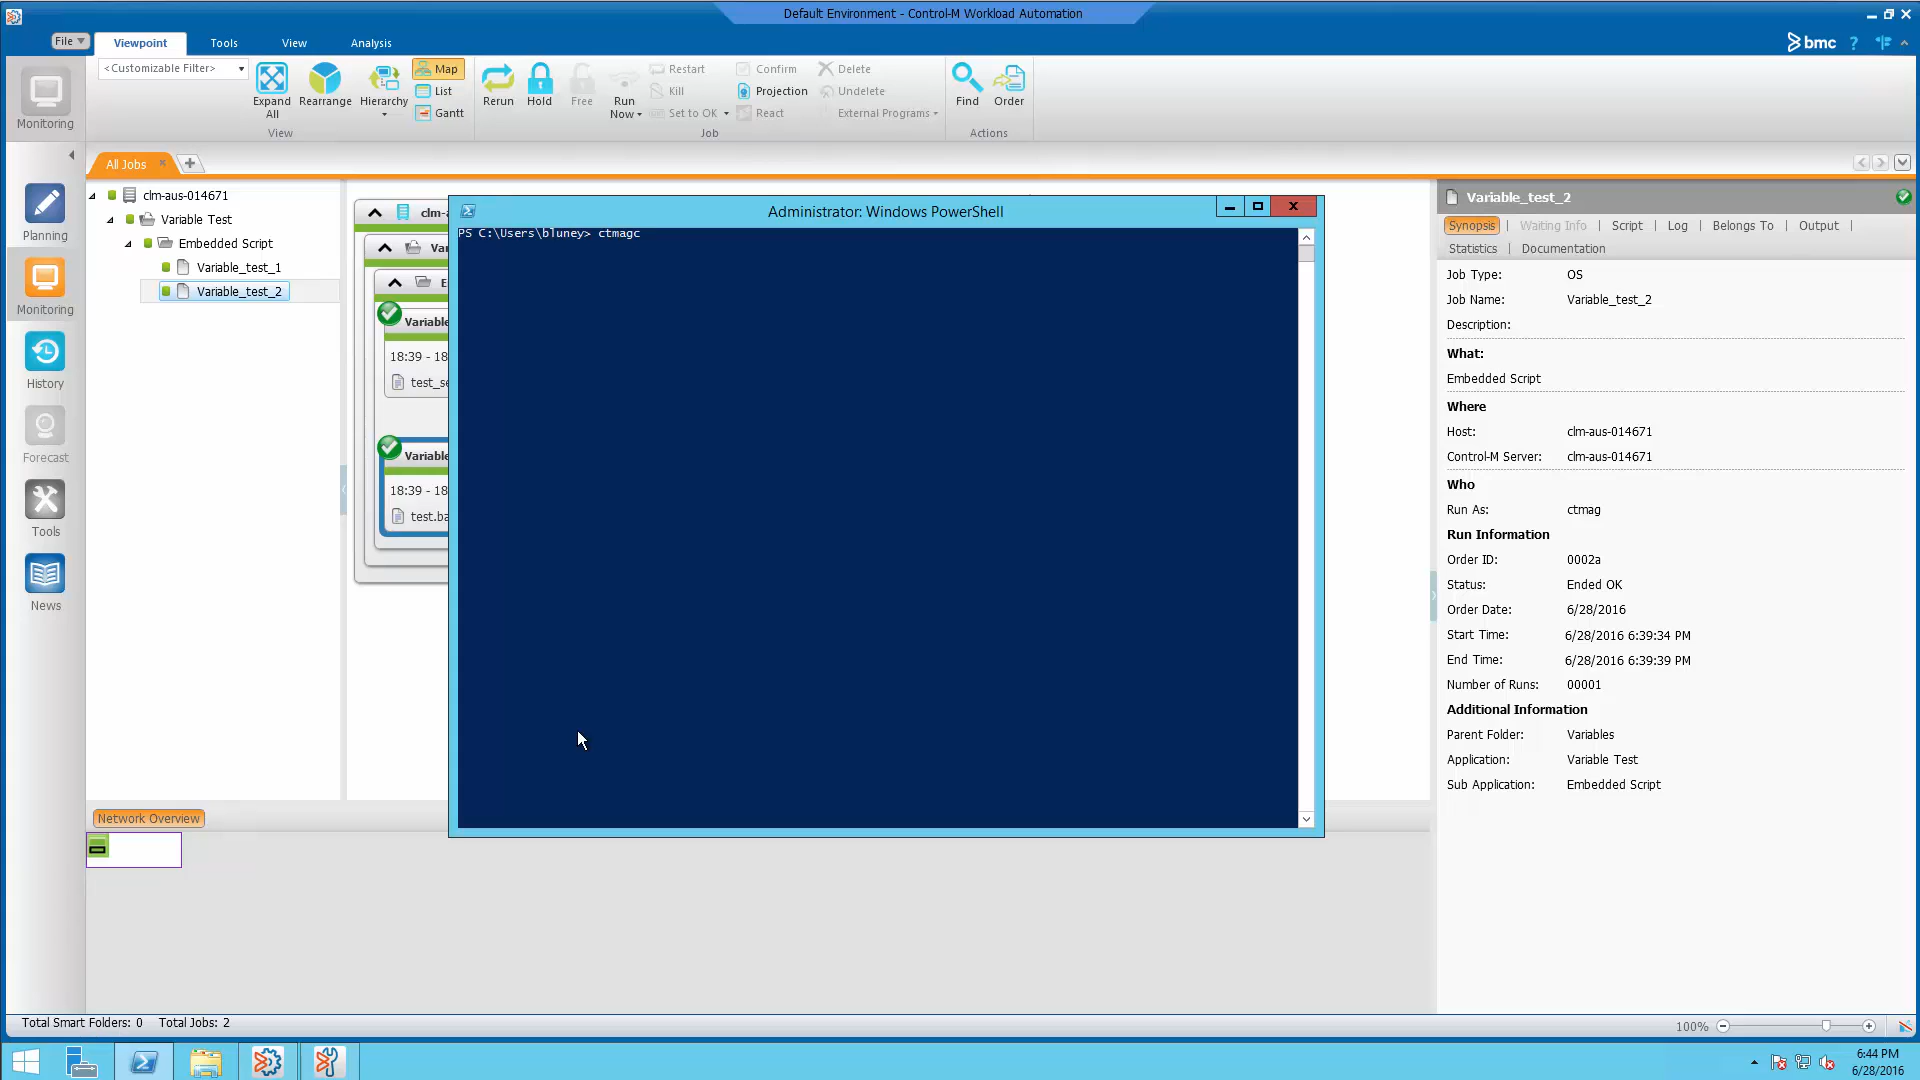 Default Environment - Control-M Workload Automation
File
Viewpoint
Tools
View
Analysis
bmc
?
Monitoring
<Customizable Filter>
Expand All
Rearrange
Hierarchy
Map
List
Gantt
View
Rerun
Hold
Free
Run Now
Restart
Kill
Set to OK
Confirm
Projection
React
Delete
Undelete
External Programs
Job
Find
Order
Actions
All Jobs
Planning
Monitoring
History
Forecast
Tools
News
clm-aus-014671
Variable Test
Embedded Script
Variable_test_1
Variable_test_2
clm-a
Var
E
Variable
18:39 - 18
test_se
Variable
18:39 - 18
test.ba
Administrator: Windows PowerShell
PS C:\Users\bluney> ctmagc
Variable_test_2
Synopsis | Waiting Info | Script | Log | Belongs To | Output |
Statistics | Documentation
Job Type: OS
Job Name: Variable_test_2
Description:
What:
Embedded Script
Where
Host: clm-aus-014671
Control-M Server: clm-aus-014671
Who
Run As: ctmag
Run Information
Order ID: 0002a
Status: Ended OK
Order Date: 6/28/2016
Start Time: 6/28/2016 6:39:34 PM
End Time: 6/28/2016 6:39:39 PM
Number of Runs: 00001
Additional Information
Parent Folder: Variables
Application: Variable Test
Sub Application: Embedded Script
Network Overview
Total Smart Folders: 0 Total Jobs: 2
100%
6:44 PM
6/28/2016